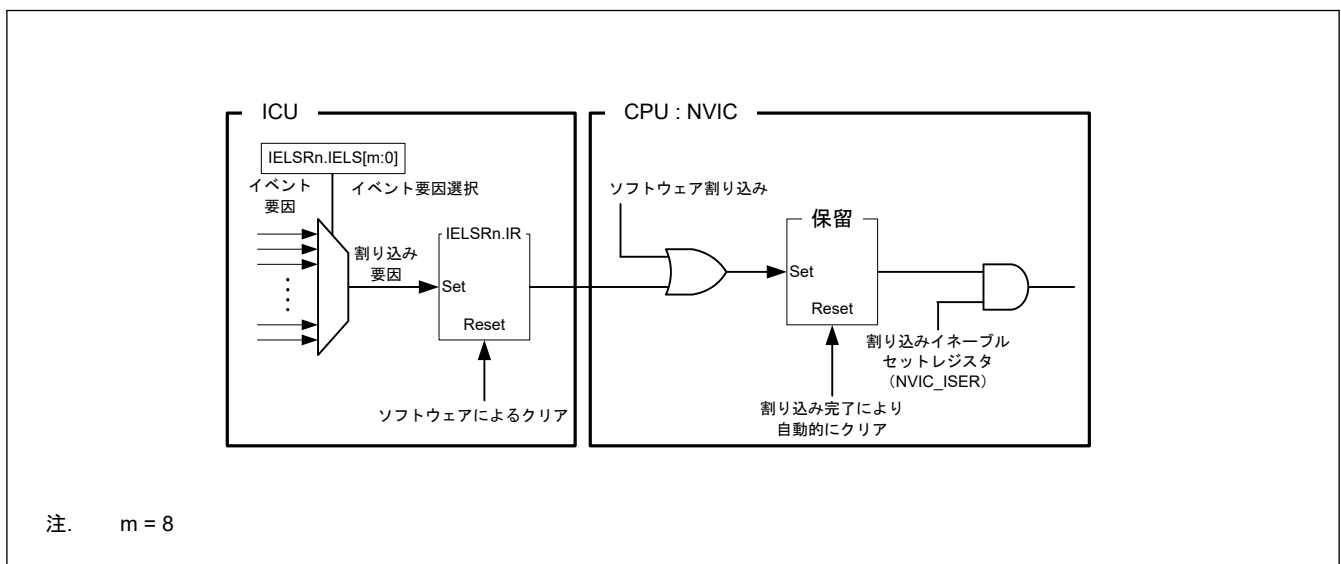 ICU
CPU : NVIC
IELSRn.IELS[m:0]
イベント
要因
イベント要因選択
割り込み
要因
IELSRn.IR
Set
Reset
ソフトウェアによるクリア
ソフトウェア割り込み
保留
Set
Reset
割り込み完了により
自動的にクリア
割り込みイネーブル
セットレジスタ
（NVIC_ISER）
注. m = 8